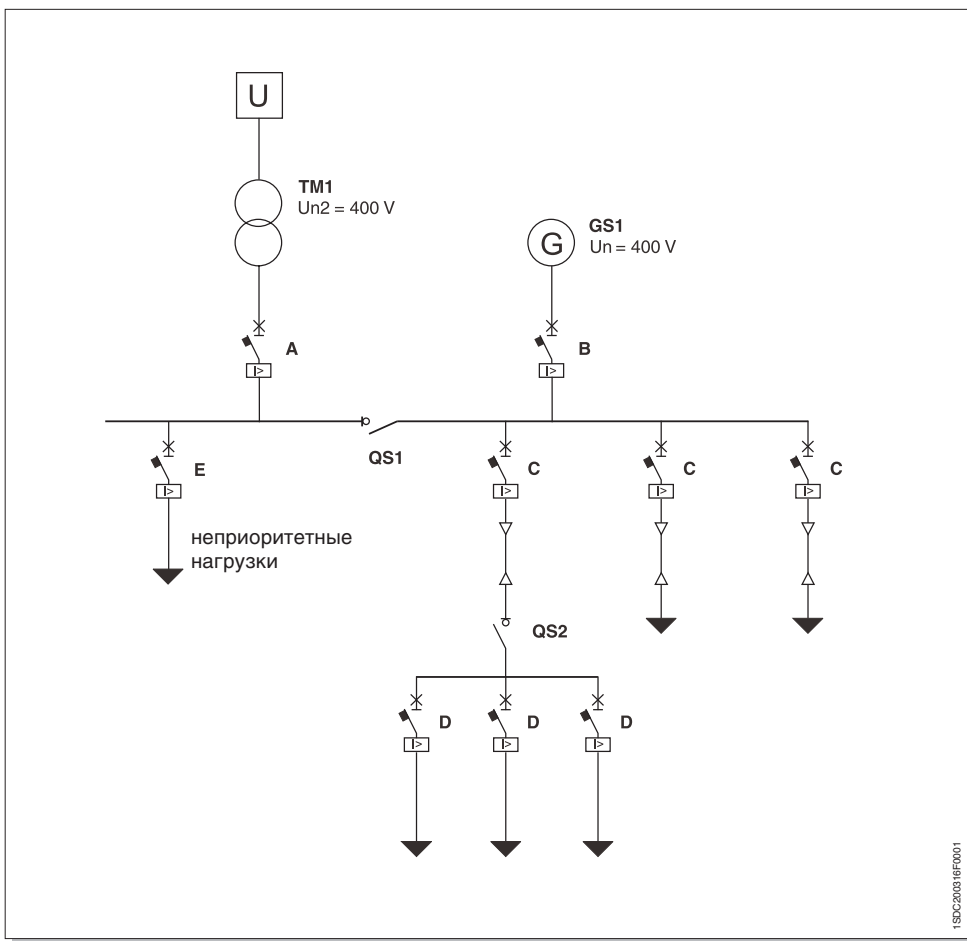 U
TM1
Un2 = 400 V
GS1
Un = 400 V
G
A
I>
B
I>
QS1
E
I>
C
I>
C
I>
C
I>
неприоритетные
нагрузки
QS2
D
I>
D
I>
D
I>
1SDC200316F0001